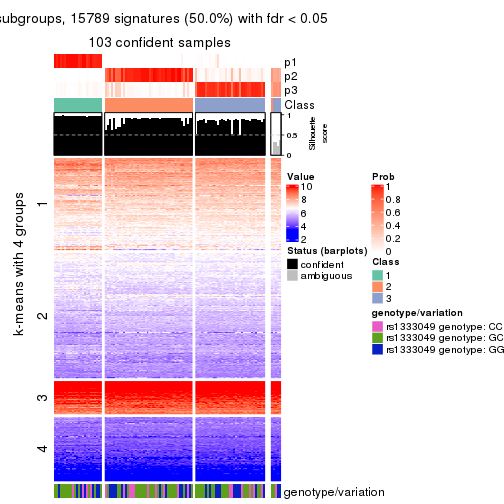 subgroups, 15789 signatures (50.0%) with fdr < 0.05
103 confident samples
p1
p2
p3
Class
1
0.5
0
Silhouette
score
k-means with 4 groups
1
2
3
4
genotype/variation
Value
10
8
6
4
2
Status (barplots)
confident
ambiguous
Prob
1
0.8
0.6
0.4
0.2
0
Class
1
2
3
genotype/variation
rs1333049 genotype: CC
rs1333049 genotype: GC
rs1333049 genotype: GG